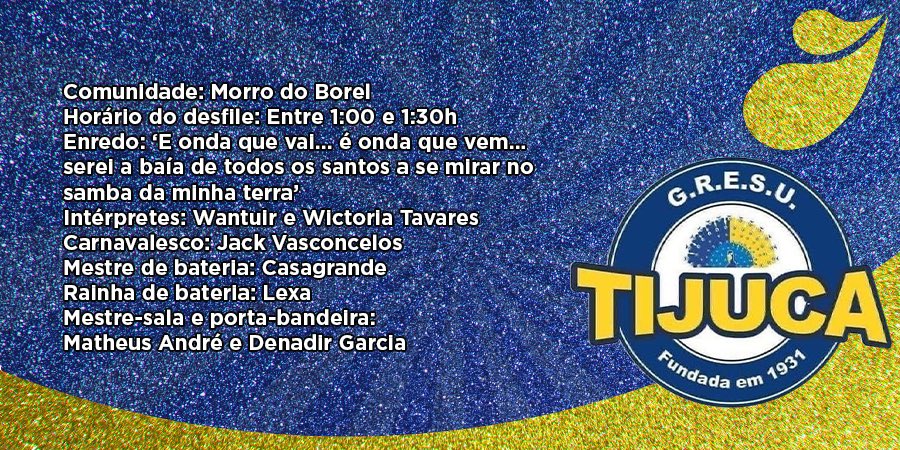 Comunidade: Morro do Borel
Horário do desfile: Entre 1:00 e 1:30h
Enredo: ‘E onda que vai... é onda que vem...
serei a baía de todos os santos a se mirar no
samba da minha terra’
Intérpretes: Wantuir e Wictoria Tavares
Carnavalesco: Jack Vasconcelos
Mestre de bateria: Casagrande
Rainha de bateria: Lexa
Mestre-sala e porta-bandeira:
Matheus André e Denadir Garcia
G.R.E.S.U.
TIJUCA
Fundada em 1931